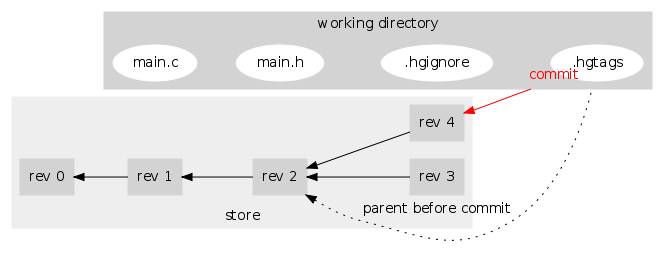 working directory
main.c
main.h
.hgignore
.hgtags
commit
rev 4
rev 0
rev 1
rev 2
rev 3
parent before commit
store